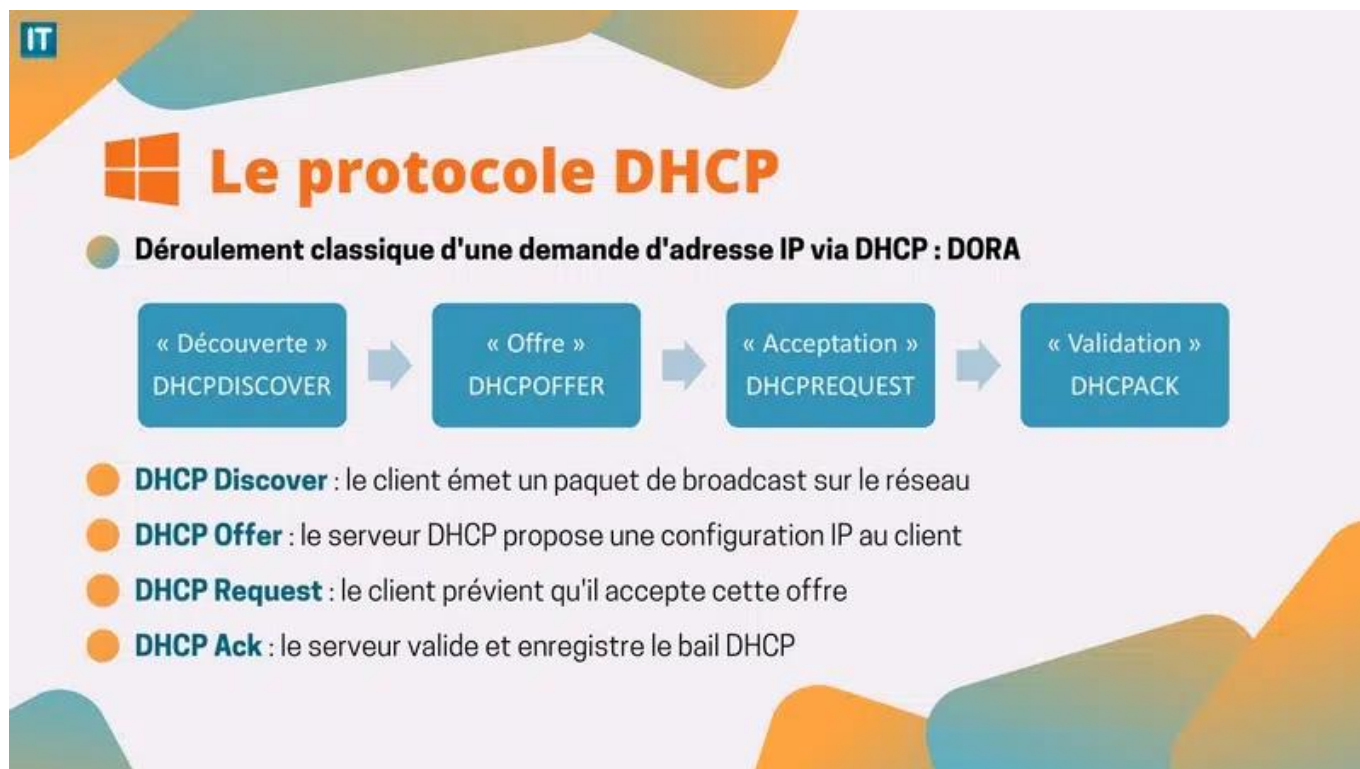 IT
Le protocole DHCP
Déroulement classique d'une demande d'adresse IP via DHCP : DORA
« Découverte »
DHCPDISCOVER
« Offre »
DHCPOFFER
« Acceptation »
DHCPREQUEST
« Validation »
DHCPACK
DHCP Discover : le client émet un paquet de broadcast sur le réseau
DHCP Offer : le serveur DHCP propose une configuration IP au client
DHCP Request : le client prévient qu'il accepte cette offre
DHCP Ack : le serveur valide et enregistre le bail DHCP